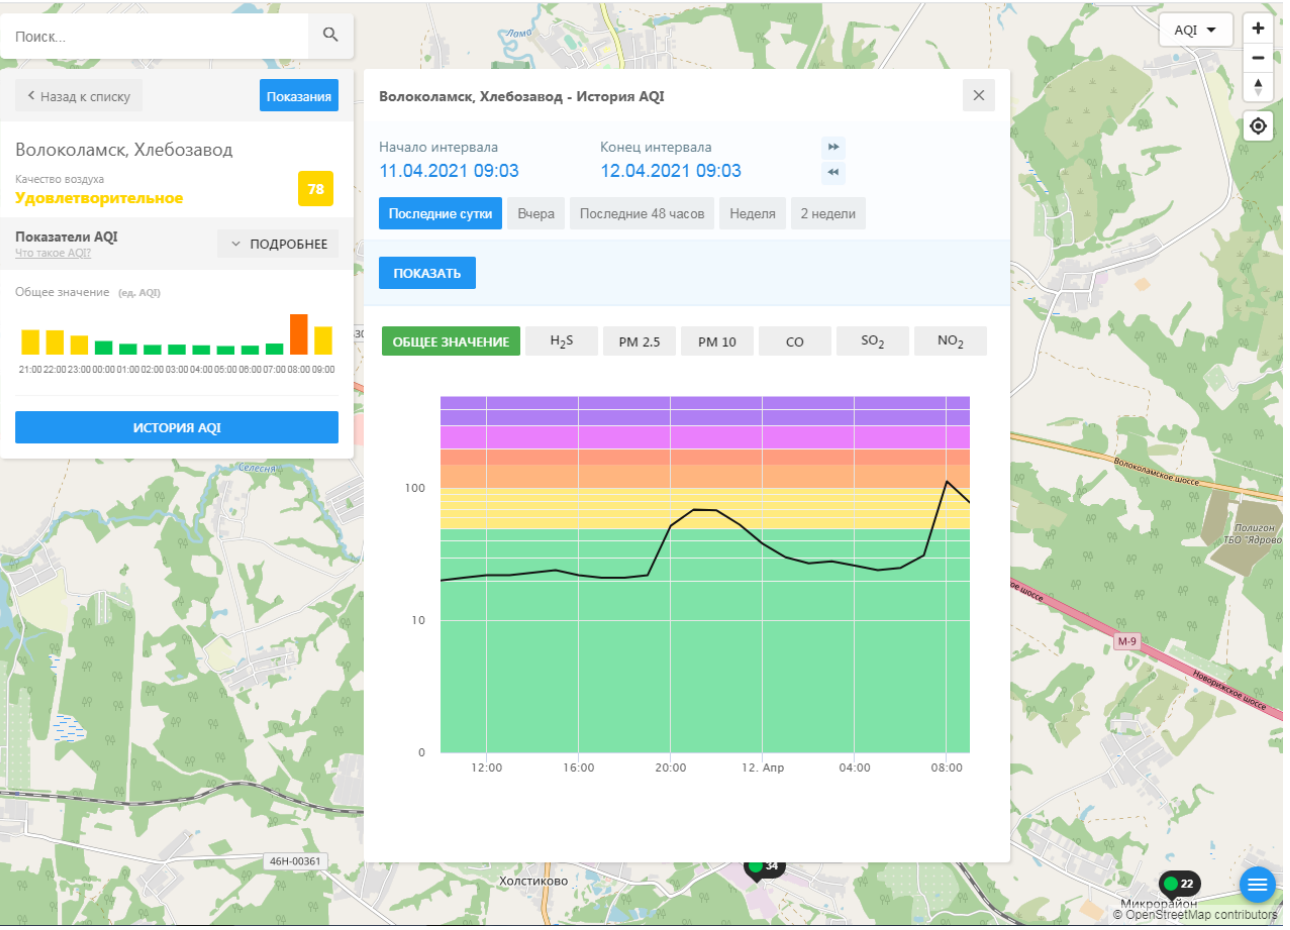 Поиск...
AQI
Назад к списку
Показания
Волоколамск, Хлебозавод
Качество воздуха
Удовлетворительное
78
Показатели AQI
Что такое AQI?
ПОДРОБНЕЕ
Общее значение (ед. AQI)
21:00 22:00 23:00 00:00 01:00 02:00 03:00 04:00 05:00 06:00 07:00 08:00 09:00
ИСТОРИЯ AQI
Волоколамск, Хлебозавод - История AQI
Начало интервала
Конец интервала
11.04.2021 09:03
12.04.2021 09:03
Последние сутки
Вчера
Последние 48 часов
Неделя
2 недели
ПОКАЗАТЬ
ОБЩЕЕ ЗНАЧЕНИЕ
H2S
PM 2.5
PM 10
CO
SO2
NO2
100
10
0
12:00
16:00
20:00
12. Апр
04:00
08:00
Лома
Селесня
Волоколамское шоссе
Полигон
ТБО "Ядрово
М-9
Новорижское шоссе
46Н-00361
Холстиково
34
22
Микрорайон
© OpenStreetMap contributors